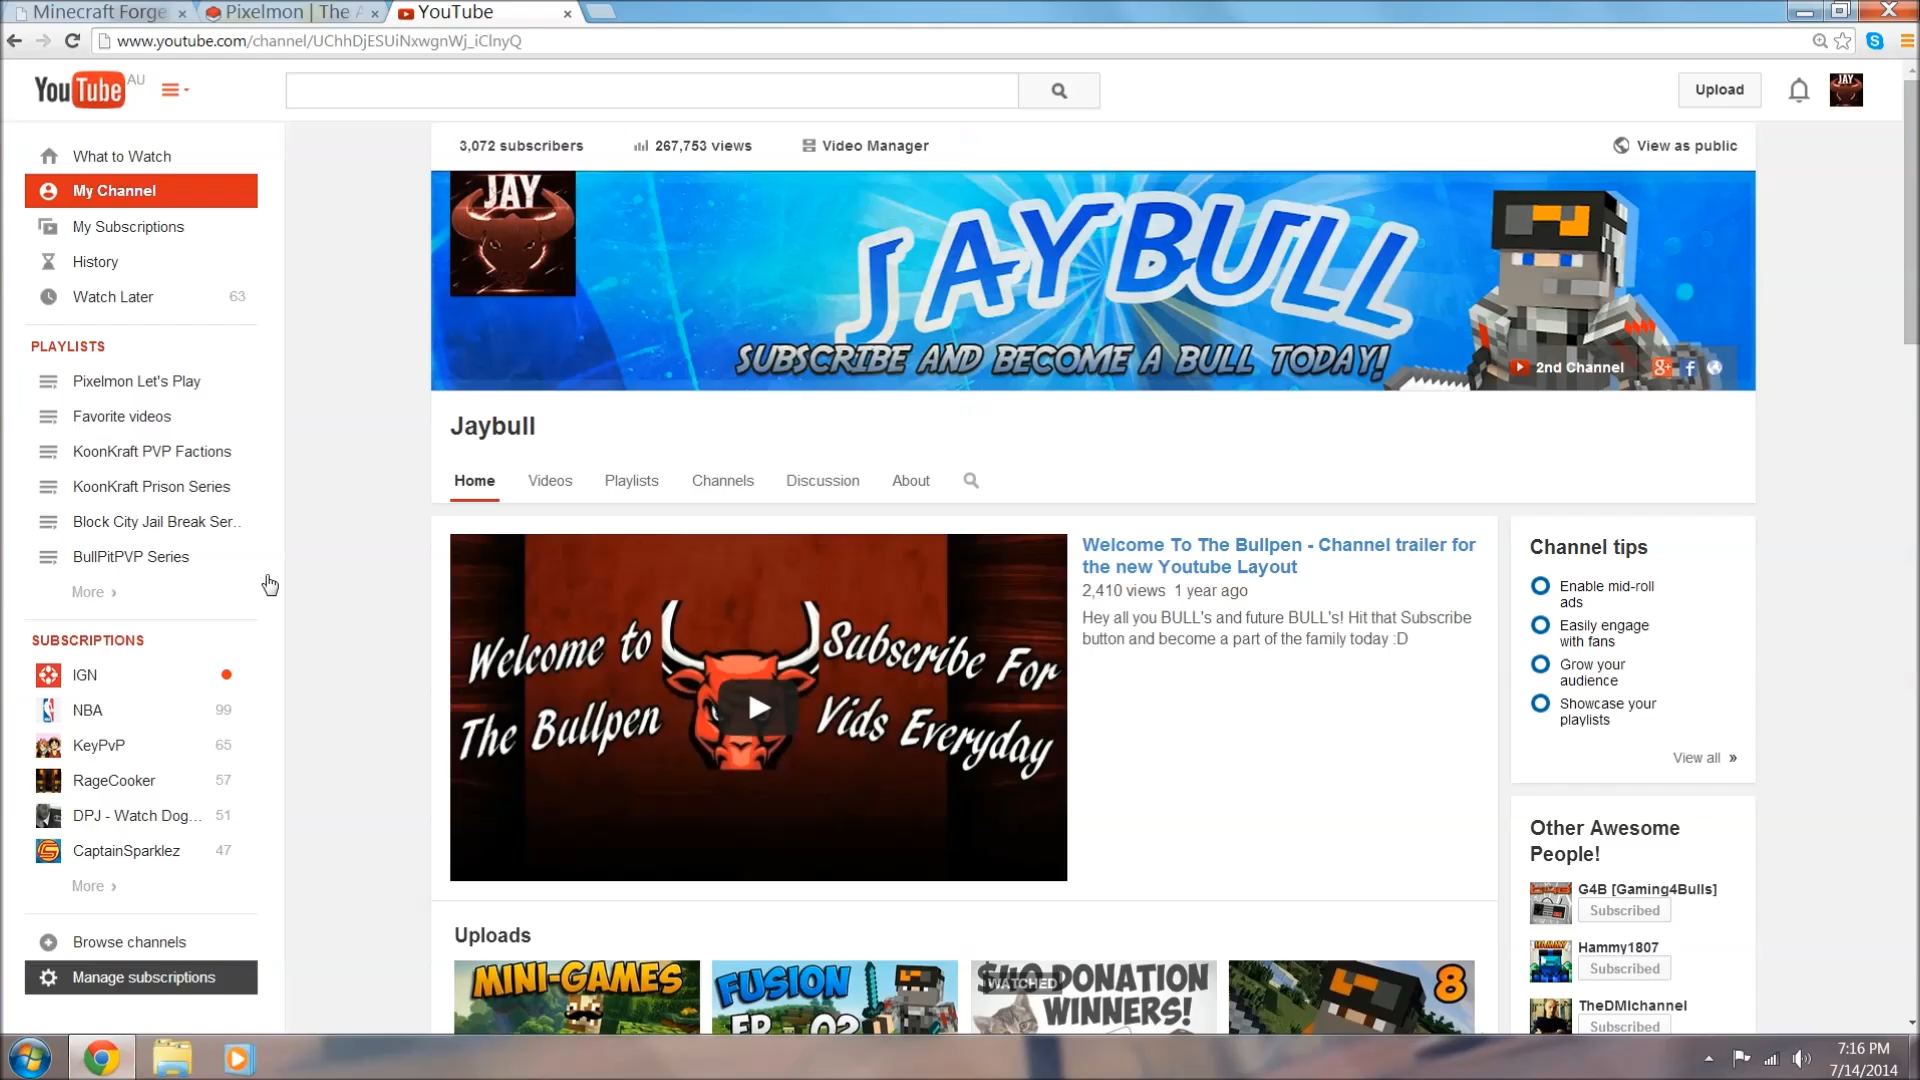 Minecraft Forge
Pixelmon | The
YouTube
www.youtube.com/channel/UChhDjESUiNxwgnWj_iClnyQ
YouTube AU
Upload
JAY
What to Watch
My Channel
My Subscriptions
History
Watch Later 63
PLAYLISTS
Pixelmon Let's Play
Favorite videos
KoonKraft PVP Factions
KoonKraft Prison Series
Block City Jail Break Ser..
BullPitPVP Series
More ›
SUBSCRIPTIONS
IGN
NBA 99
KeyPvP 65
RageCooker 57
DPJ - Watch Dog... 51
CaptainSparklez 47
More ›
Browse channels
Manage subscriptions
3,072 subscribers
267,753 views
Video Manager
View as public
JAY
JAYBULL
SUBSCRIBE AND BECOME A BULL TODAY!
2nd Channel
Jaybull
Home Videos Playlists Channels Discussion About
Welcome to
The Bullpen
Subscribe For
Vids Everyday
Welcome To The Bullpen - Channel trailer for
the new Youtube Layout
2,410 views 1 year ago
Hey all you BULL's and future BULL's! Hit that Subscribe
button and become a part of the family today :D
Uploads
MINI-GAMES
FUSION
EP - 02
WATCHED
DONATION
WINNERS!
8
Channel tips
Enable mid-roll
ads
Easily engage
with fans
Grow your
audience
Showcase your
playlists
View all »
Other Awesome
People!
G4B [Gaming4Bulls]
Subscribed
Hammy1807
Subscribed
TheDMIchannel
Subscribed
7:16 PM
7/14/2014